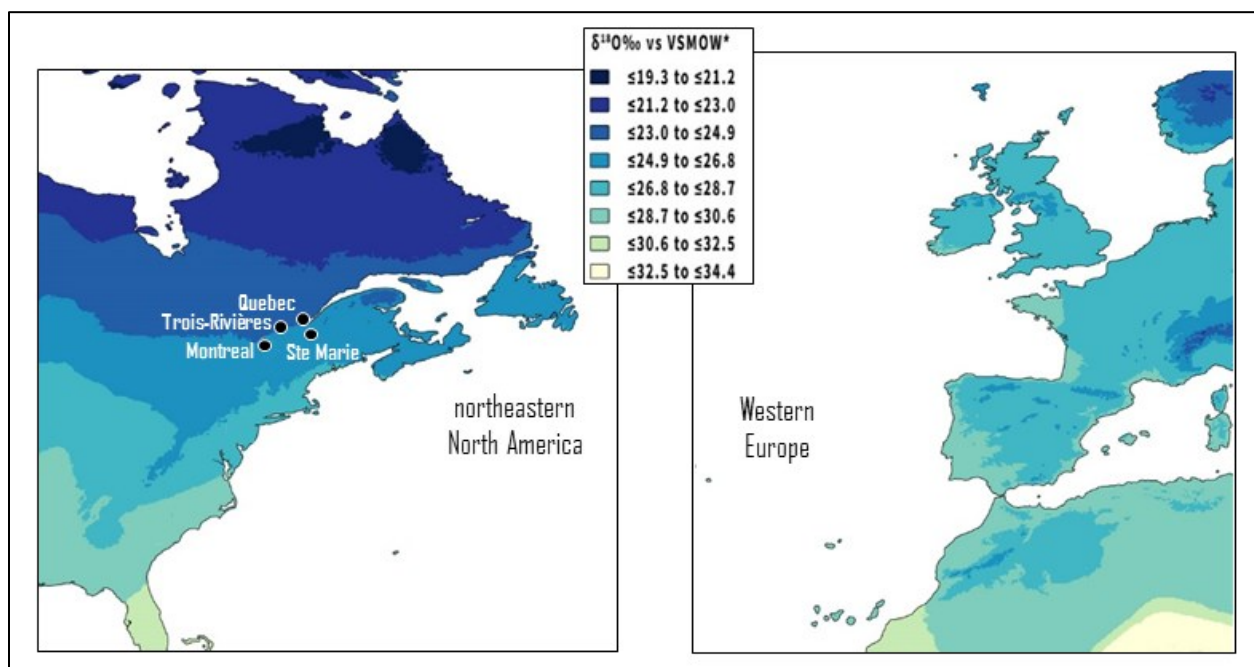 δ¹⁸O‰ vs VSMOW*
≤19.3 to ≤21.2
≤21.2 to ≤23.0
≤23.0 to ≤24.9
≤24.9 to ≤26.8
≤26.8 to ≤28.7
≤28.7 to ≤30.6
≤30.6 to ≤32.5
≤32.5 to ≤34.4
Quebec
Trois-Rivières
Montreal
Ste Marie
northeastern
North America
Western
Europe